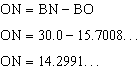 ON = BN − BO
ON = 30.0 − 15.7008…
ON = 14.2991…